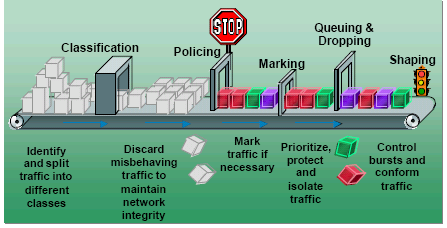 STOP
Classification
Policing
Marking
Queuing &
Dropping
Shaping
Identify
and split
traffic into
different
classes
Discard
misbehaving
traffic to
maintain
network
integrity
Mark
traffic if
necessary
Prioritize,
protect
and
isolate
traffic
Control
bursts and
conform
traffic